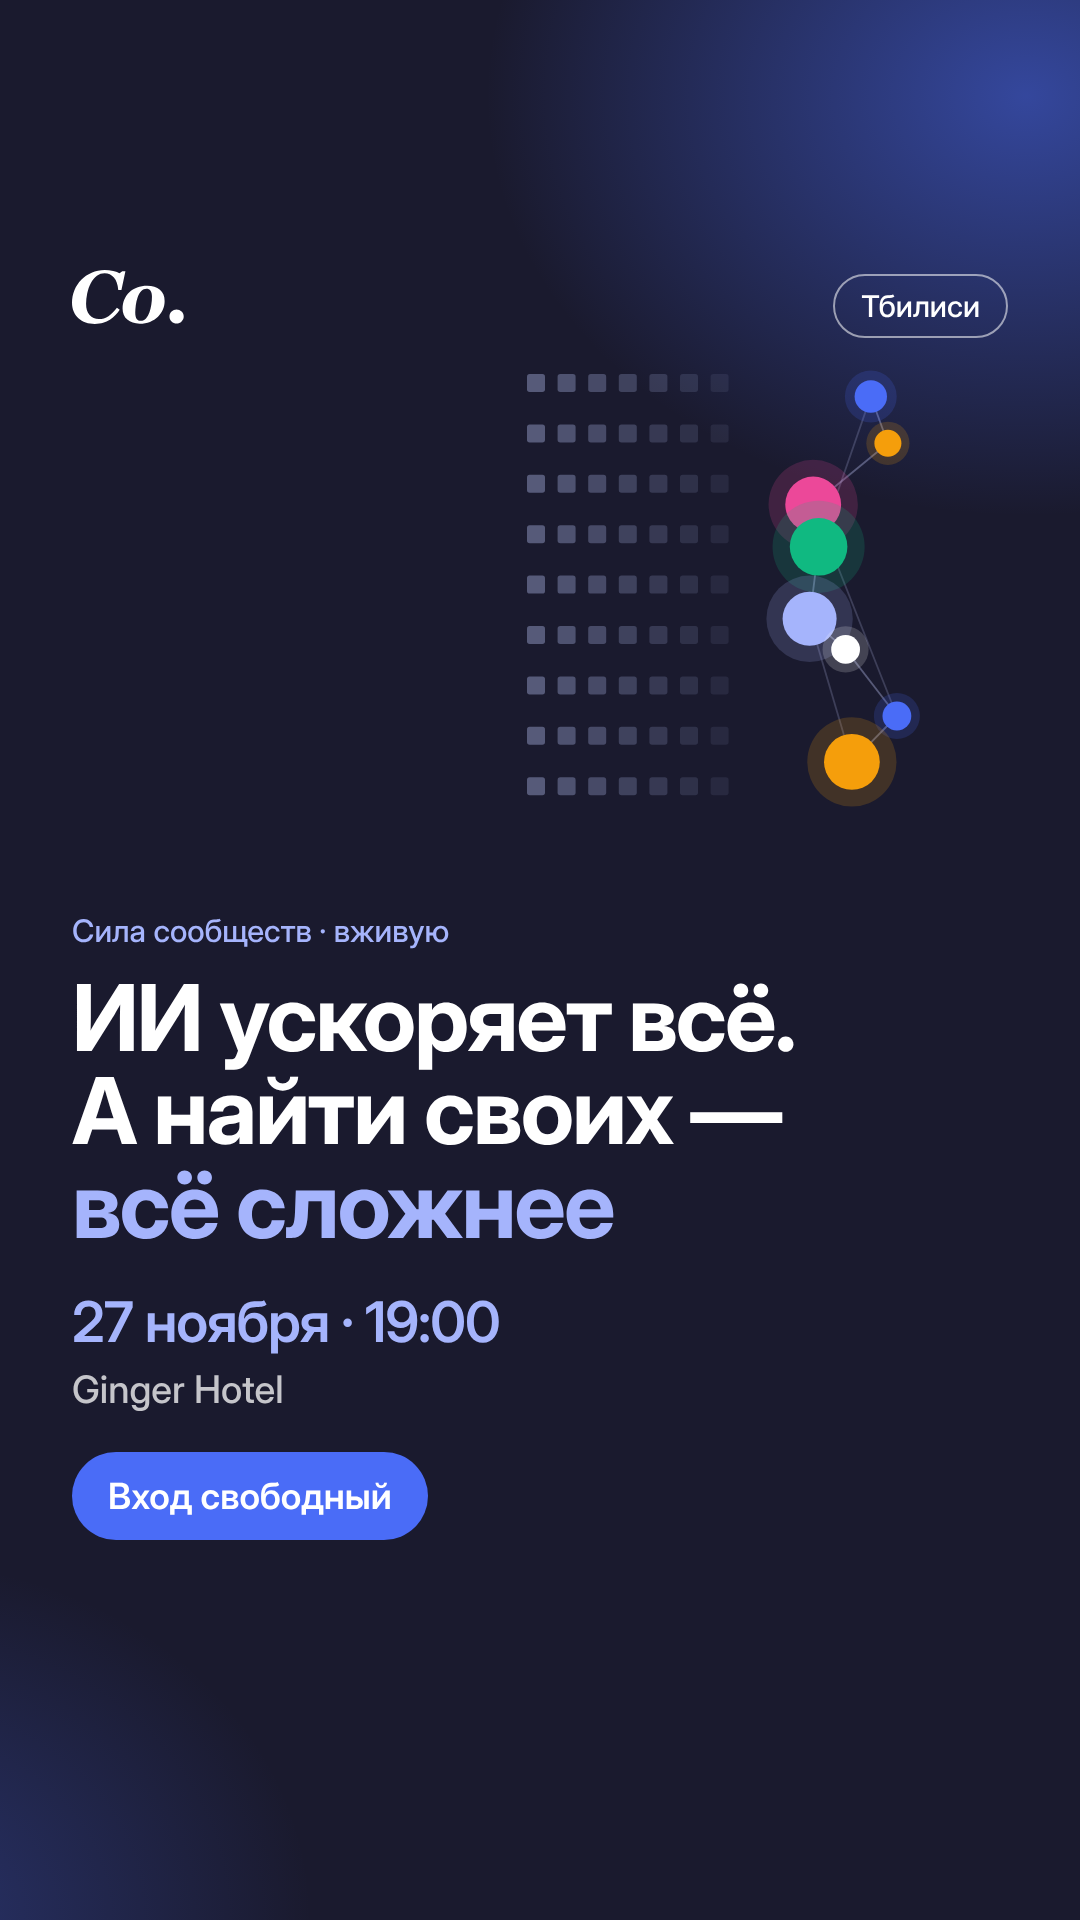 Co.
Тбилиси
Сила сообществ · вживую
ИИ ускоряет всё.
А найти своих —
всё сложнее
27 ноября · 19:00
Ginger Hotel
Вход свободный